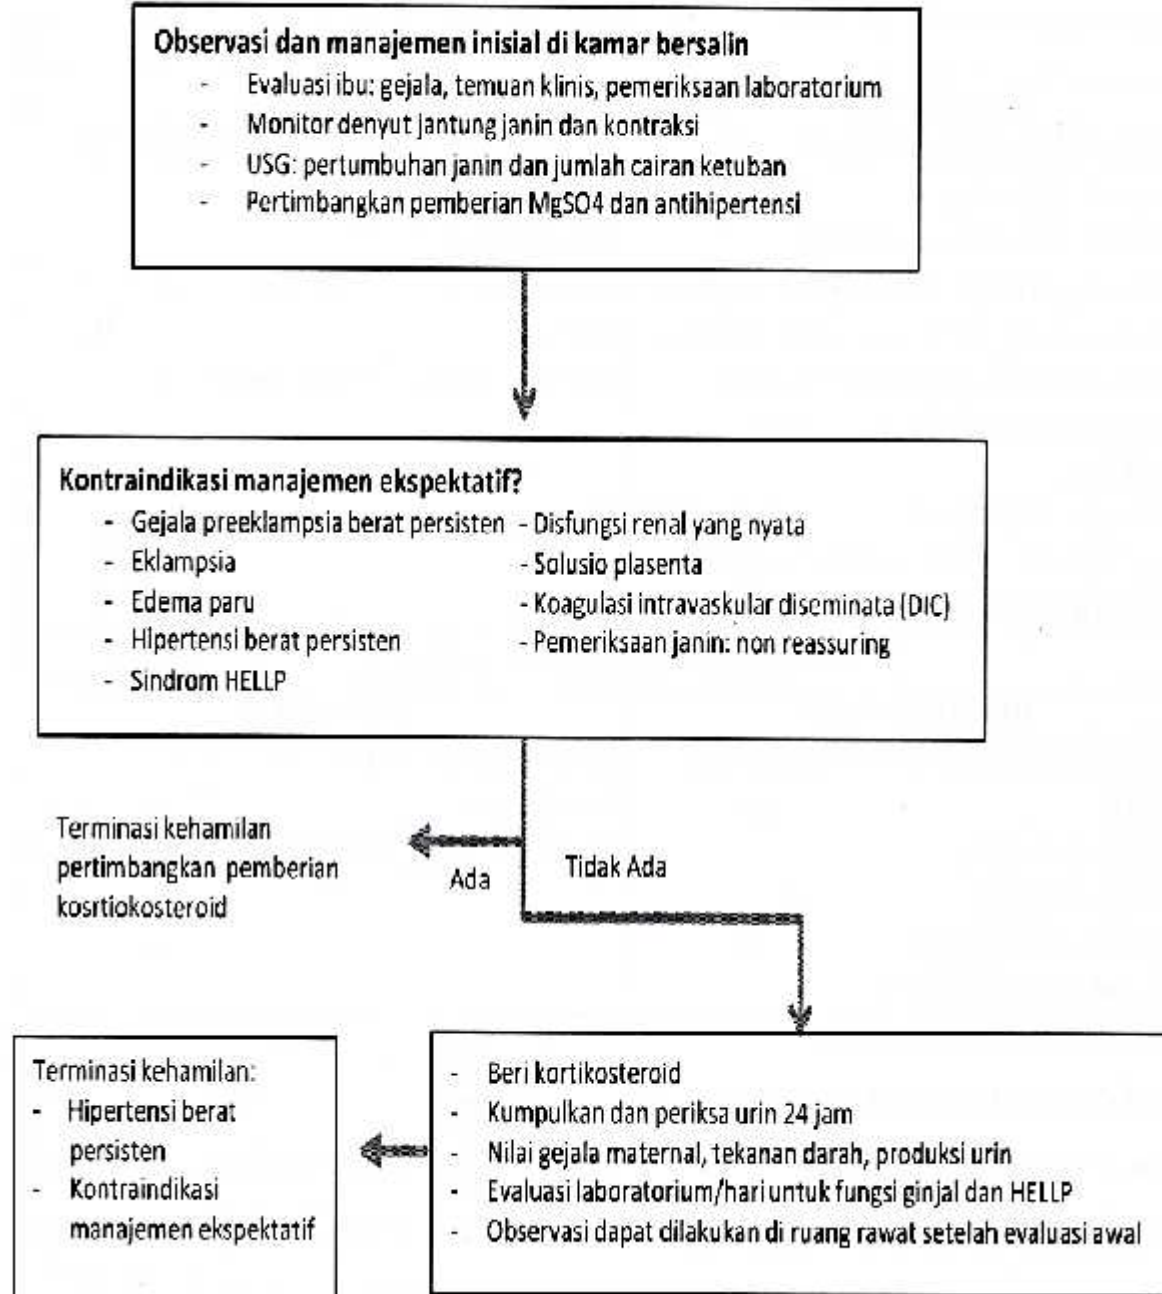 Observasi dan manajemen inisial di kamar bersalin
- Evaluasi ibu: gejala, temuan klinis, pemeriksaan laboratorium
- Monitor denyut jantung janin dan kontraksi
- USG: pertumbuhan janin dan jumlah cairan ketuban
- Pertimbangkan pemberian MgSO4 dan antihipertensi
Kontraindikasi manajemen ekspektatif?
- Gejala preeklampsia berat persisten - Disfungsi renal yang nyata
- Eklampsia - Solusio plasenta
- Edema paru - Koagulasi intravaskular diseminata (DIC)
- Hipertensi berat persisten - Pemeriksaan janin: non reassuring
- Sindrom HELLP
Terminasi kehamilan
pertimbangkan pemberian
kosrtiokosteroid
Ada
Tidak Ada
Terminasi kehamilan:
- Hipertensi berat
persisten
- Kontraindikasi
manajemen ekspektatif
- Beri kortikosteroid
- Kumpulkan dan periksa urin 24 jam
- Nilai gejala maternal, tekanan darah, produksi urin
- Evaluasi laboratorium/hari untuk fungsi ginjal dan HELLP
- Observasi dapat dilakukan di ruang rawat setelah evaluasi awal